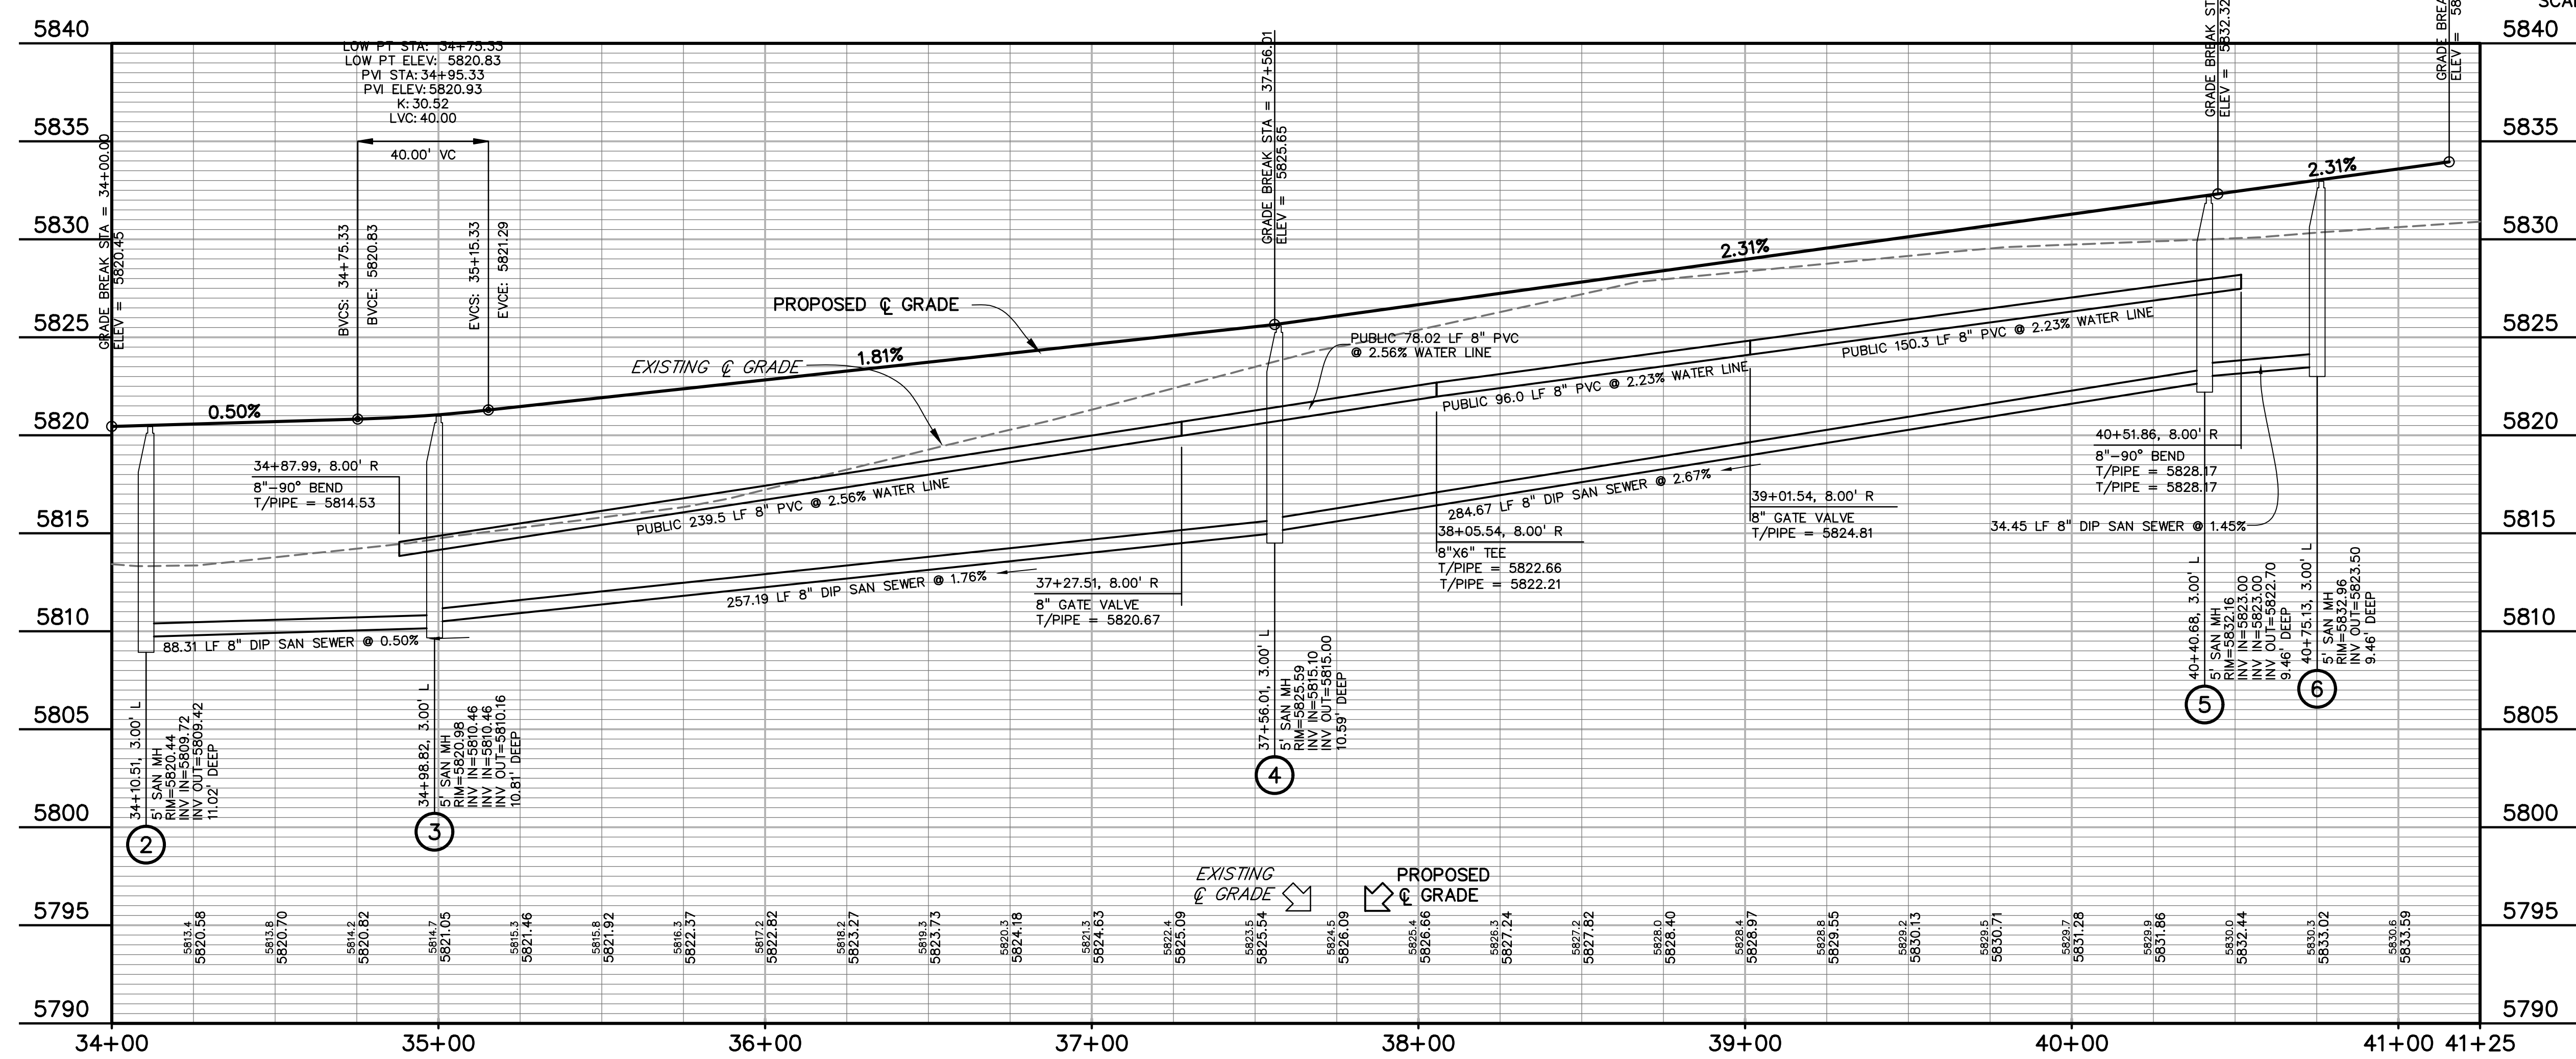 SCA
5840
5835
5830
5825
5820
5815
5810
5805
5800
5795
5790
GRADE BREAK STA = 34+00.00
ELEV = 5820.45
LOW PT STA: 34+75.33
LOW PT ELEV: 5820.83
PVI STA: 34+95.33
PVI ELEV: 5820.93
K: 30.52
LVC: 40.00
40.00' VC
BVCS: 34+75.33
BVCE: 5820.83
EVCS: 35+15.33
EVCE: 5821.29
GRADE BREAK STA = 37+56.01
ELEV = 5825.65
GRADE BREAK ST
ELEV = 5832.32
GRADE BREA
ELEV = 58
0.50%
1.81%
2.31%
2.31%
PROPOSED ℄ GRADE
EXISTING ℄ GRADE
PUBLIC 78.02 LF 8" PVC
@ 2.56% WATER LINE
PUBLIC 239.5 LF 8" PVC @ 2.56% WATER LINE
PUBLIC 96.0 LF 8" PVC @ 2.23% WATER LINE
PUBLIC 150.3 LF 8" PVC @ 2.23% WATER LINE
34+87.99, 8.00' R
8"-90° BEND
T/PIPE = 5814.53
37+27.51, 8.00' R
8" GATE VALVE
T/PIPE = 5820.67
38+05.54, 8.00' R
8"X6" TEE
T/PIPE = 5822.66
T/PIPE = 5822.21
39+01.54, 8.00' R
8" GATE VALVE
T/PIPE = 5824.81
40+51.86, 8.00' R
8"-90° BEND
T/PIPE = 5828.17
T/PIPE = 5828.17
88.31 LF 8" DIP SAN SEWER @ 0.50%
257.19 LF 8" DIP SAN SEWER @ 1.76%
284.67 LF 8" DIP SAN SEWER @ 2.67%
34.45 LF 8" DIP SAN SEWER @ 1.45%
34+10.51, 3.00' L
5' SAN MH
RIM=5820.44
INV IN=5809.72
INV OUT=5809.42
11.02' DEEP
2
34+98.82, 3.00' L
5' SAN MH
RIM=5820.98
INV IN=5810.46
INV IN=5810.46
INV OUT=5810.16
10.81' DEEP
3
37+56.01, 3.00' L
5' SAN MH
RIM=5825.59
INV IN=5815.10
INV OUT=5815.00
10.59' DEEP
4
40+40.68, 3.00' L
5' SAN MH
RIM=5832.16
INV IN=5823.00
INV IN=5823.00
INV OUT=5822.70
9.46' DEEP
5
40+75.13, 3.00' L
5' SAN MH
RIM=5832.96
INV OUT=5823.50
9.46' DEEP
6
EXISTING
℄ GRADE
PROPOSED
℄ GRADE
5813.4
5820.58
5813.8
5820.70
5814.2
5820.82
5814.7
5821.05
5815.3
5821.46
5815.8
5821.92
5816.3
5822.37
5817.2
5822.82
5818.2
5823.27
5819.3
5823.73
5820.3
5824.18
5821.3
5824.63
5822.4
5825.09
5823.5
5825.54
5824.5
5826.09
5825.4
5826.66
5826.3
5827.24
5827.2
5827.82
5828.0
5828.40
5828.4
5828.97
5828.8
5829.55
5829.2
5830.13
5829.5
5830.71
5829.7
5831.28
5829.9
5831.86
5830.0
5832.44
5830.3
5833.02
5830.6
5833.59
34+00
35+00
36+00
37+00
38+00
39+00
40+00
41+00
41+25
5840
5835
5830
5825
5820
5815
5810
5805
5800
5795
5790